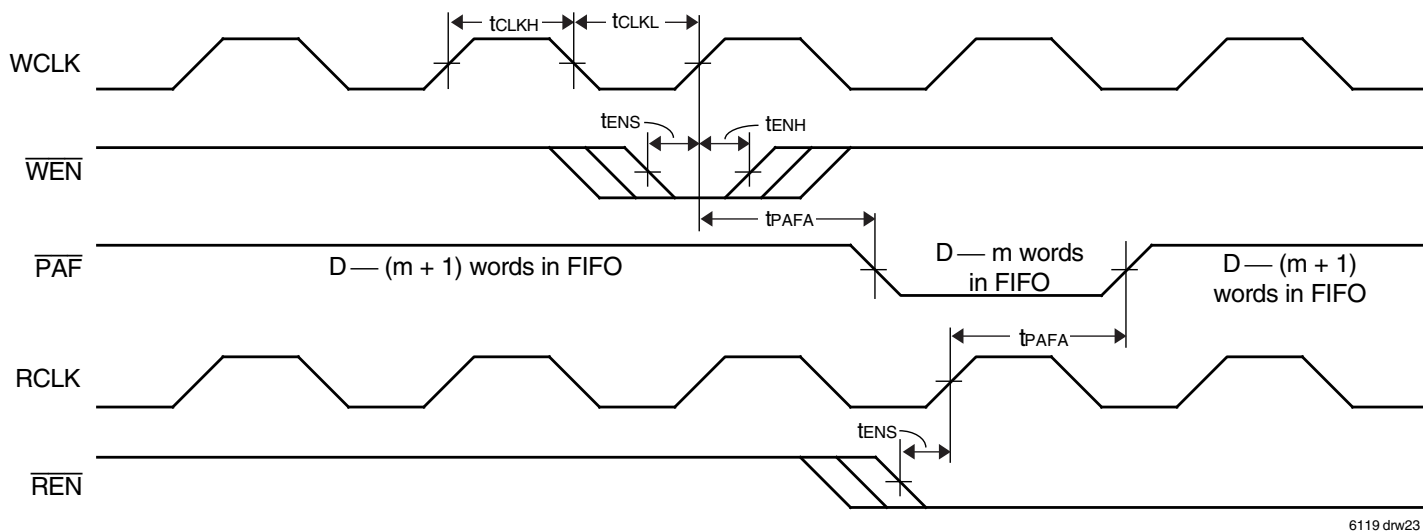 tCLKH tCLKL
WCLK
tENS tENH
WEN
tPAFA
PAF
D — (m + 1) words in FIFO
D — m words
in FIFO
D — (m + 1)
words in FIFO
tPAFA
RCLK
tENS
REN
6119 drw23